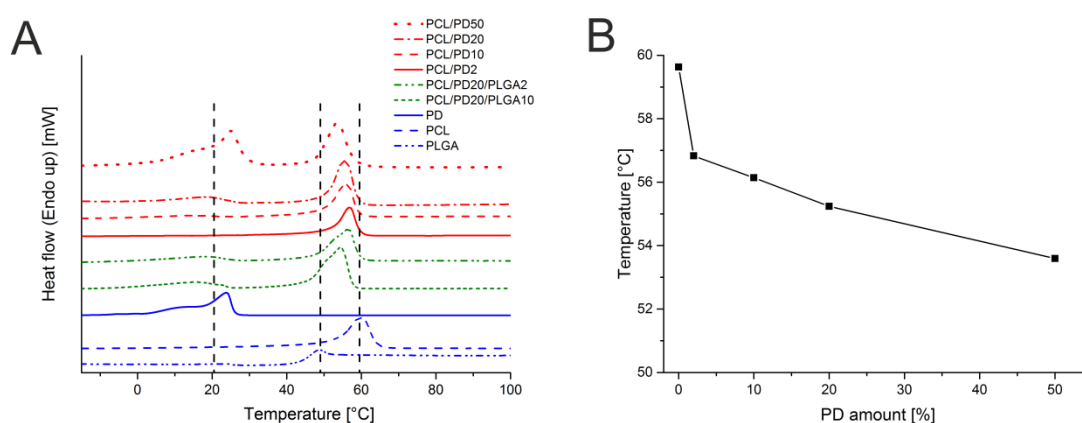 A
PCL/PD50
PCL/PD20
PCL/PD10
PCL/PD2
PCL/PD20/PLGA2
PCL/PD20/PLGA10
PD
PCL
PLGA
Heat flow (Endo up) [mW]
0
20
40
60
80
100
Temperature [°C]
B
60
58
56
54
52
50
Temperature [°C]
0
10
20
30
40
50
PD amount [%]